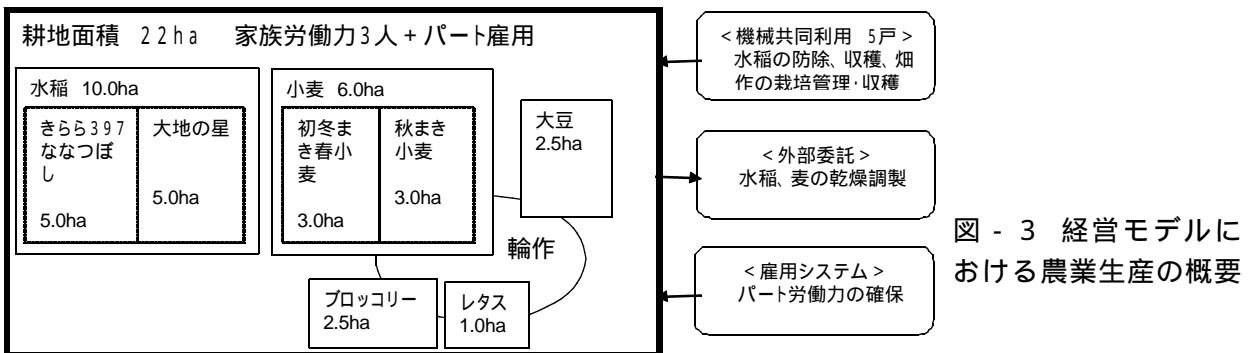 耕地面積 22ha 家族労働力3人+パート雇用
水稲 10.0ha
きらら397
ななつぼ
し
5.0ha
大地の星
5.0ha
小麦 6.0ha
初冬ま
き春小
麦
3.0ha
秋まき
小麦
3.0ha
大豆
2.5ha
輪作
ブロッコリー
2.5ha
レタス
1.0ha
<機械共同利用 5戸>
水稲の防除、収穫、畑
作の栽培管理・収穫
<外部委託>
水稲、麦の乾燥調製
<雇用システム>
パート労働力の確保
図-3 経営モデルに
おける農業生産の概要